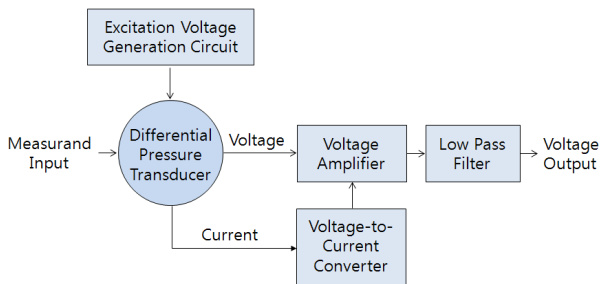 Excitation Voltage
Generation Circuit
Measurand
Input
Differential
Pressure
Transducer
Voltage
Voltage
Amplifier
Low Pass
Filter
Voltage
Output
Current
Voltage-to-
Current
Converter